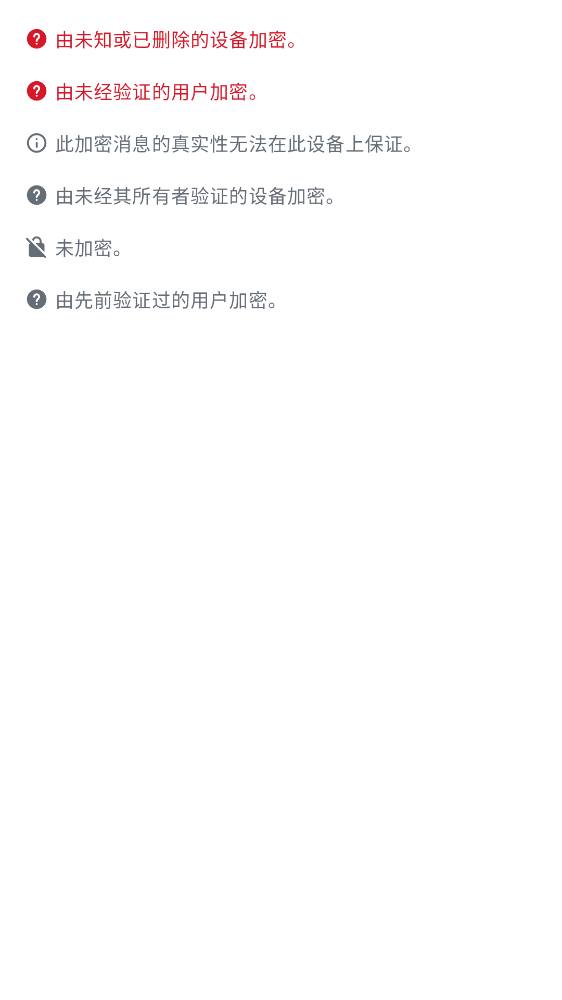 由未知或已删除的设备加密。
由未经验证的用户加密。
此加密消息的真实性无法在此设备上保证。
由未经其所有者验证的设备加密。
未加密。
由先前验证过的用户加密。